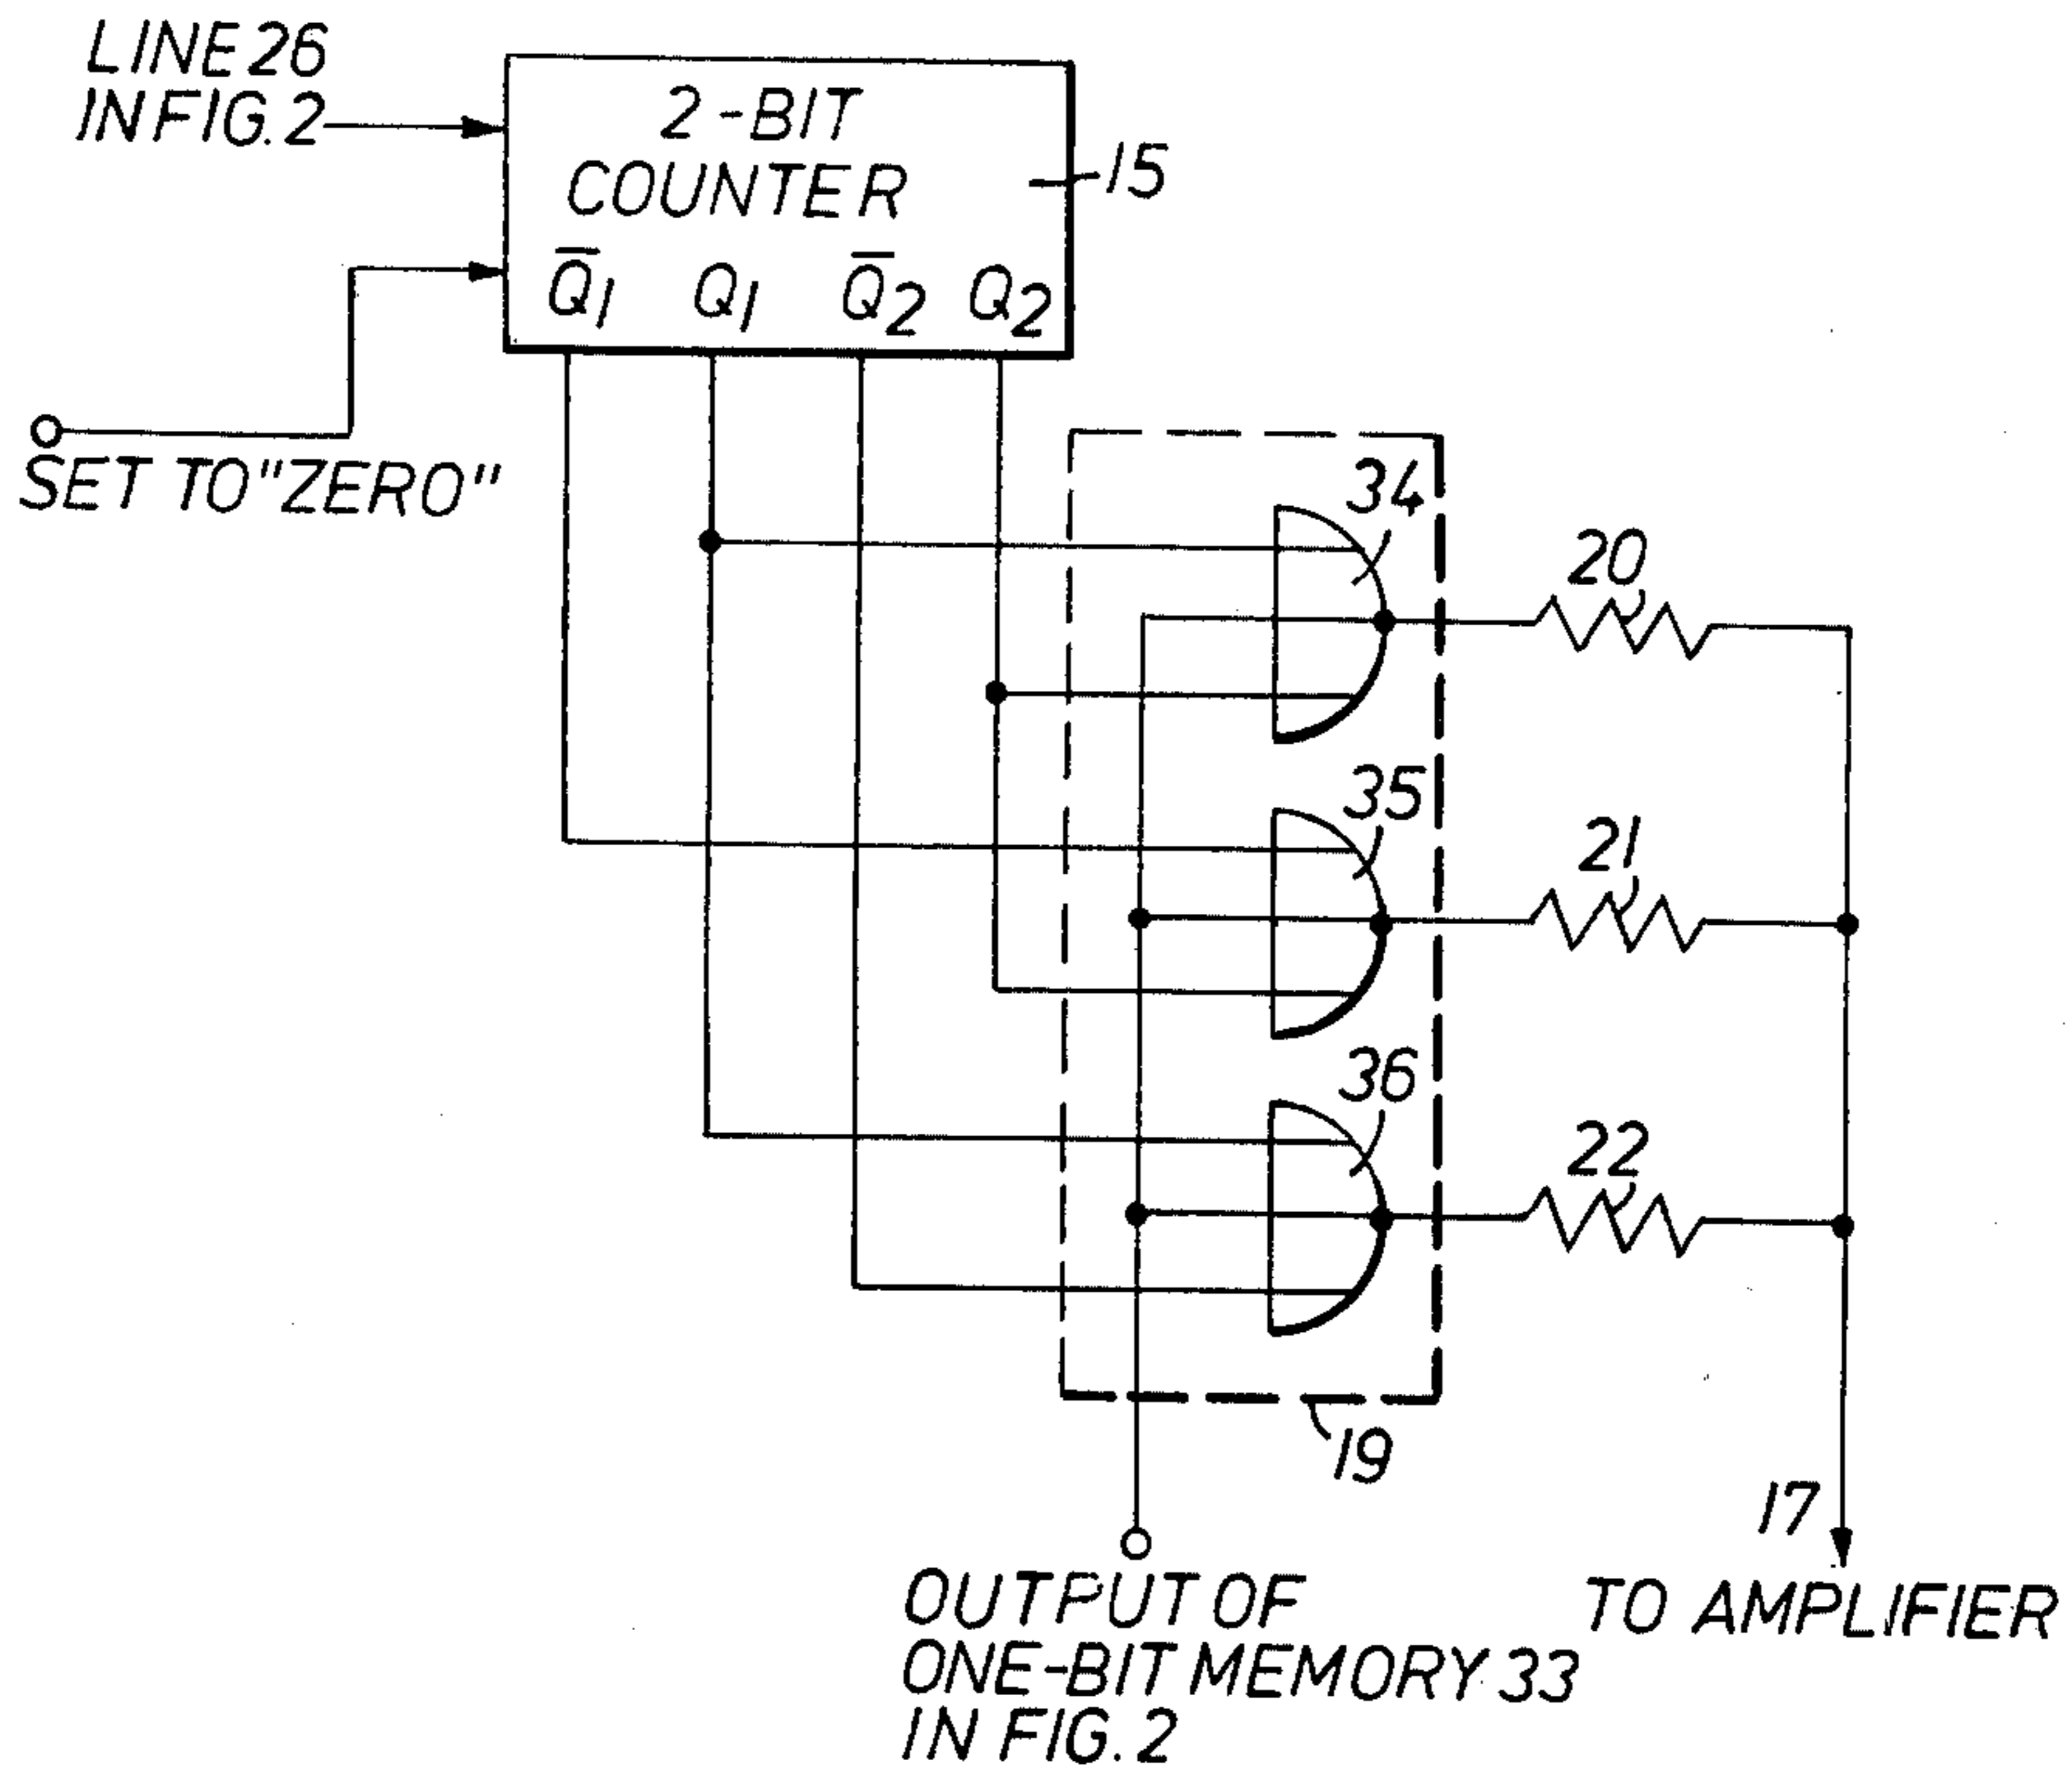 LINE 26
IN FIG. 2
2-BIT
COUNTER
15
Q̅1 Q1 Q̅2 Q2
SET TO "ZERO"
34
20
35
21
36
22
19
17
OUTPUT OF
ONE-BIT MEMORY 33
IN FIG. 2
TO AMPLIFIER